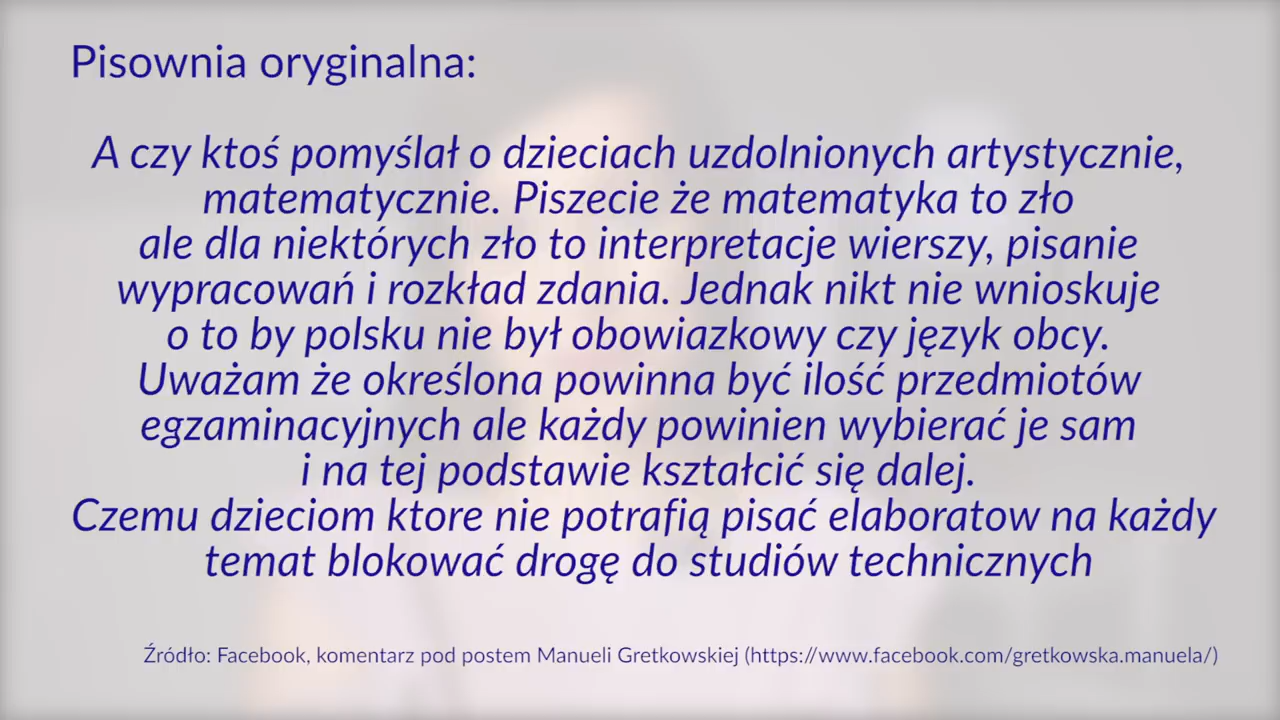 Pisownia oryginalna:
A czy ktoś pomyślał o dzieciach uzdolnionych artystycznie,
matematycznie. Piszecie że matematyka to zło
ale dla niektórych zło to interpretacje wierszy, pisanie
wypracowań i rozkład zdania. Jednak nikt nie wnioskuje
o to by polsku nie był obowiazkowy czy język obcy.
Uważam że określona powinna być ilość przedmiotów
egzaminacyjnych ale każdy powinien wybierać je sam
i na tej podstawie kształcić się dalej.
Czemu dzieciom ktore nie potrafią pisać elaboratow na każdy
temat blokować drogę do studiów technicznych
Źródło: Facebook, komentarz pod postem Manueli Gretkowskiej (https://www.facebook.com/gretkowska.manuela/)